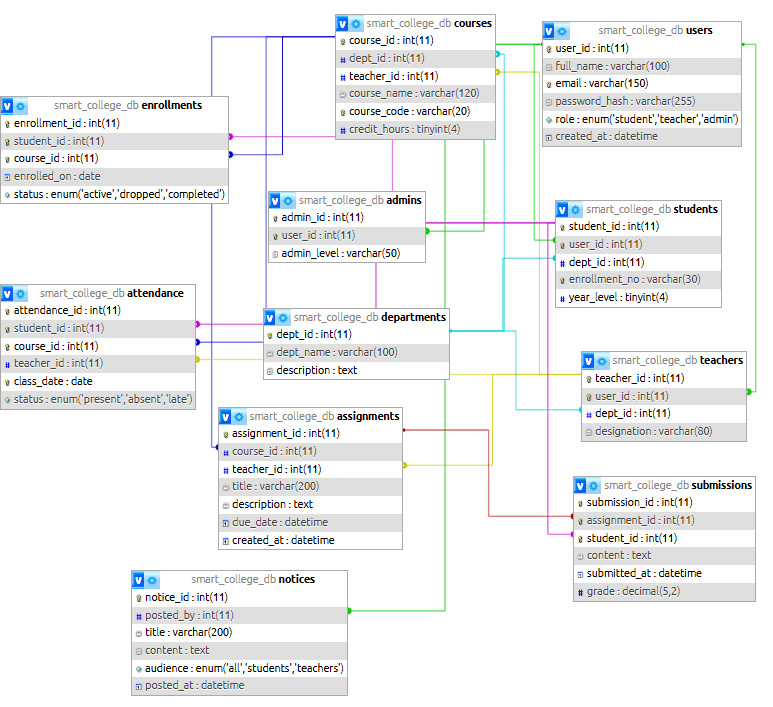 smart_college_db courses
course_id : int(11)
dept_id : int(11)
teacher_id : int(11)
course_name : varchar(120)
course_code : varchar(20)
credit_hours : tinyint(4)
smart_college_db users
user_id : int(11)
full_name : varchar(100)
email : varchar(150)
password_hash : varchar(255)
role : enum('student','teacher','admin')
created_at : datetime
smart_college_db enrollments
enrollment_id : int(11)
student_id : int(11)
course_id : int(11)
enrolled_on : date
status : enum('active','dropped','completed')
smart_college_db admins
admin_id : int(11)
user_id : int(11)
admin_level : varchar(50)
smart_college_db students
student_id : int(11)
user_id : int(11)
dept_id : int(11)
enrollment_no : varchar(30)
year_level : tinyint(4)
smart_college_db attendance
attendance_id : int(11)
student_id : int(11)
course_id : int(11)
teacher_id : int(11)
class_date : date
status : enum('present','absent','late')
smart_college_db departments
dept_id : int(11)
dept_name : varchar(100)
description : text
smart_college_db teachers
teacher_id : int(11)
user_id : int(11)
dept_id : int(11)
designation : varchar(80)
smart_college_db assignments
assignment_id : int(11)
course_id : int(11)
teacher_id : int(11)
title : varchar(200)
description : text
due_date : datetime
created_at : datetime
smart_college_db submissions
submission_id : int(11)
assignment_id : int(11)
student_id : int(11)
content : text
submitted_at : datetime
grade : decimal(5,2)
smart_college_db notices
notice_id : int(11)
posted_by : int(11)
title : varchar(200)
content : text
audience : enum('all','students','teachers')
posted_at : datetime